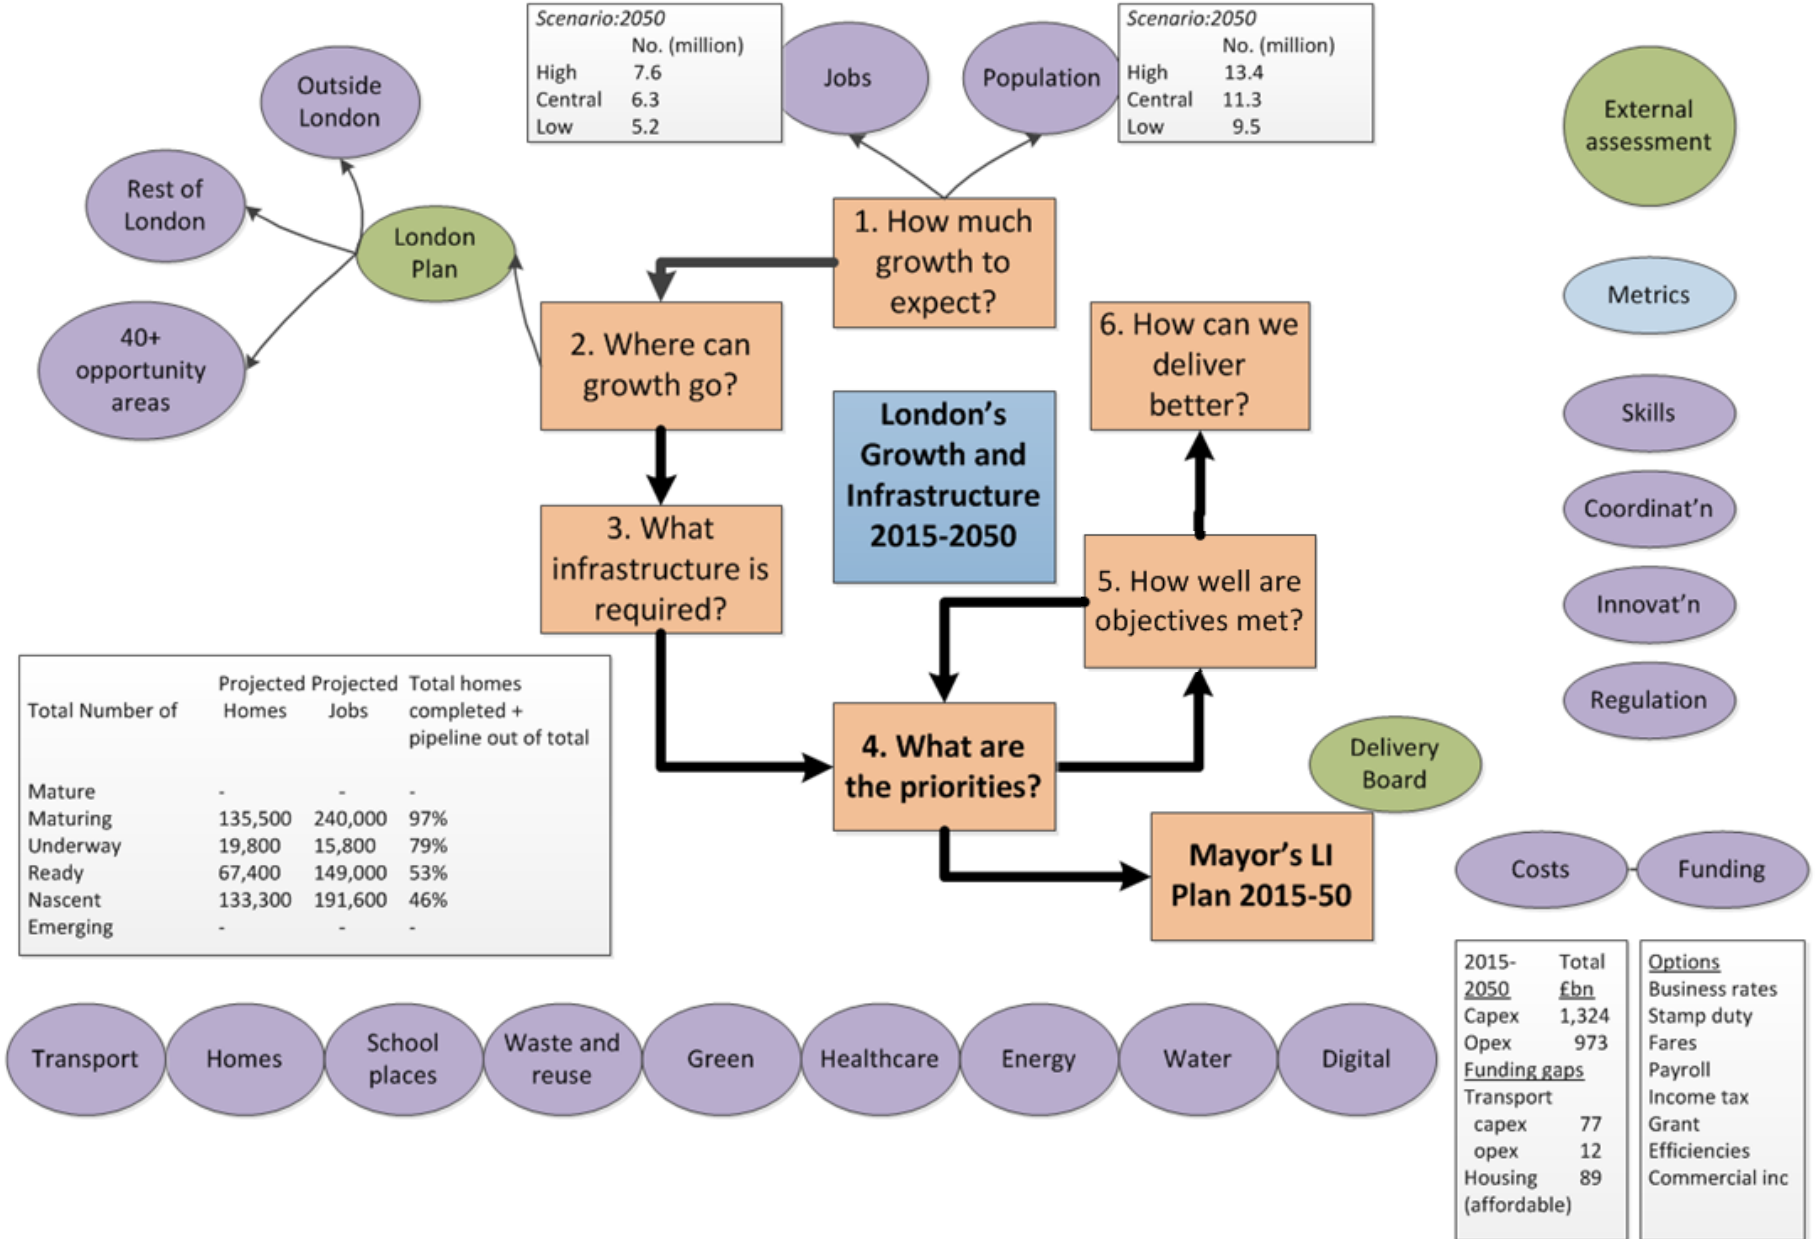 Scenario:2050
No. (million)
High 7.6
Central 6.3
Low 5.2
Jobs
Population
Scenario:2050
No. (million)
High 13.4
Central 11.3
Low 9.5
External
assessment
Outside
London
Rest of
London
London
Plan
40+
opportunity
areas
1. How much
growth to
expect?
2. Where can
growth go?
6. How can we
deliver
better?
Metrics
London’s
Growth and
Infrastructure
2015-2050
Skills
Coordinat’n
Innovat’n
Regulation
3. What
infrastructure is
required?
5. How well are
objectives met?
4. What are
the priorities?
Delivery
Board
Mayor’s LI
Plan 2015-50
Projected Projected Total homes
Total Number of Homes Jobs completed +
pipeline out of total
Mature - - -
Maturing 135,500 240,000 97%
Underway 19,800 15,800 79%
Ready 67,400 149,000 53%
Nascent 133,300 191,600 46%
Emerging - - -
Costs
Funding
Transport
Homes
School
places
Waste and
reuse
Green
Healthcare
Energy
Water
Digital
2015- Total
2050 £bn
Capex 1,324
Opex 973
Funding gaps
Transport
capex 77
opex 12
Housing 89
(affordable)
Options
Business rates
Stamp duty
Fares
Payroll
Income tax
Grant
Efficiencies
Commercial inc